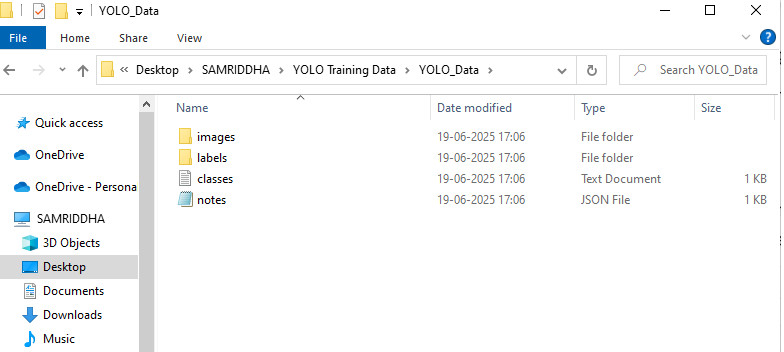 YOLO_Data
File Home Share View
Desktop SAMRIDDHA YOLO Training Data YOLO_Data Search YOLO_Data
Name Date modified Type Size
Quick access
OneDrive
OneDrive - Persona
SAMRIDDHA
3D Objects
Desktop
Documents
Downloads
Music
images 19-06-2025 17:06 File folder
labels 19-06-2025 17:06 File folder
classes 19-06-2025 17:06 Text Document 1 KB
notes 19-06-2025 17:06 JSON File 1 KB